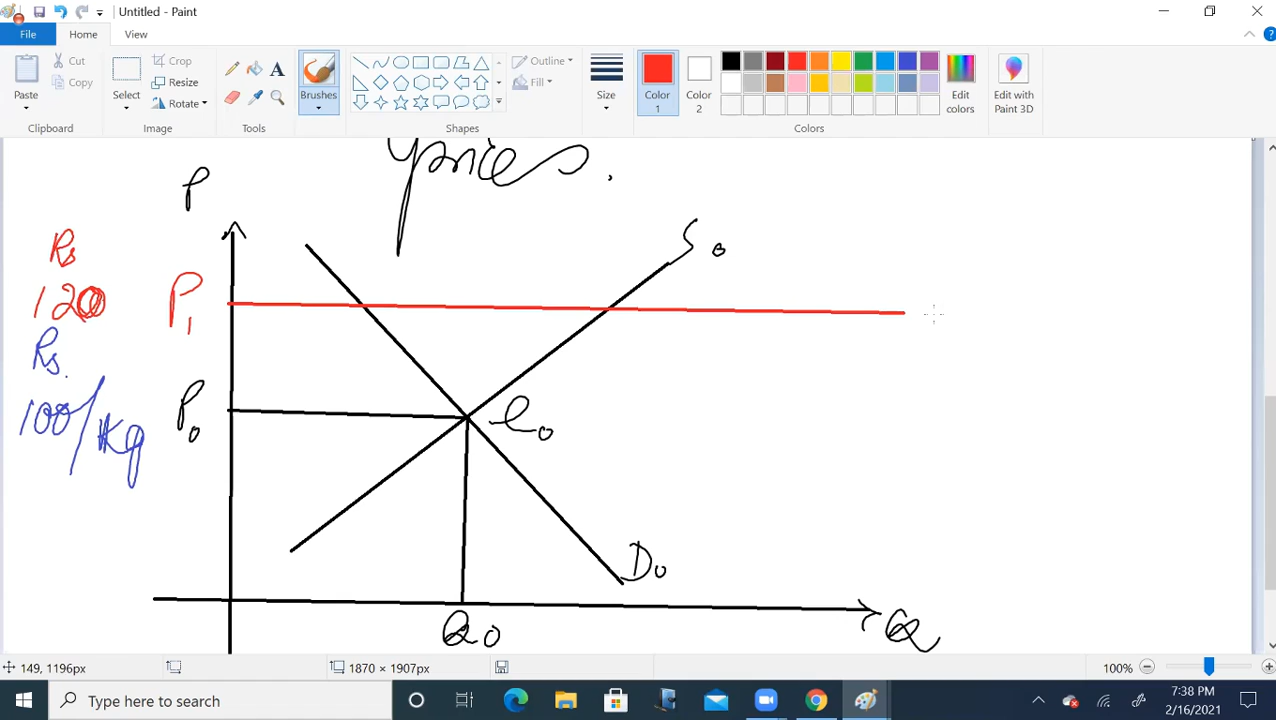 Untitled - Paint
File
Home
View
Paste
Cut
Copy
Clipboard
Select
Crop
Resize
Rotate
Image
Tools
Brushes
Outline
Fill
Shapes
Size
Color
1
Color
2
Edit
colors
Edit with
Paint 3D
Colors
prices.
P
Rs
120
P1
S0
Rs.
100/kg
P0
e0
D0
Q0
Q
149, 1196px
1870 × 1907px
100%
Type here to search
7:38 PM
2/16/2021